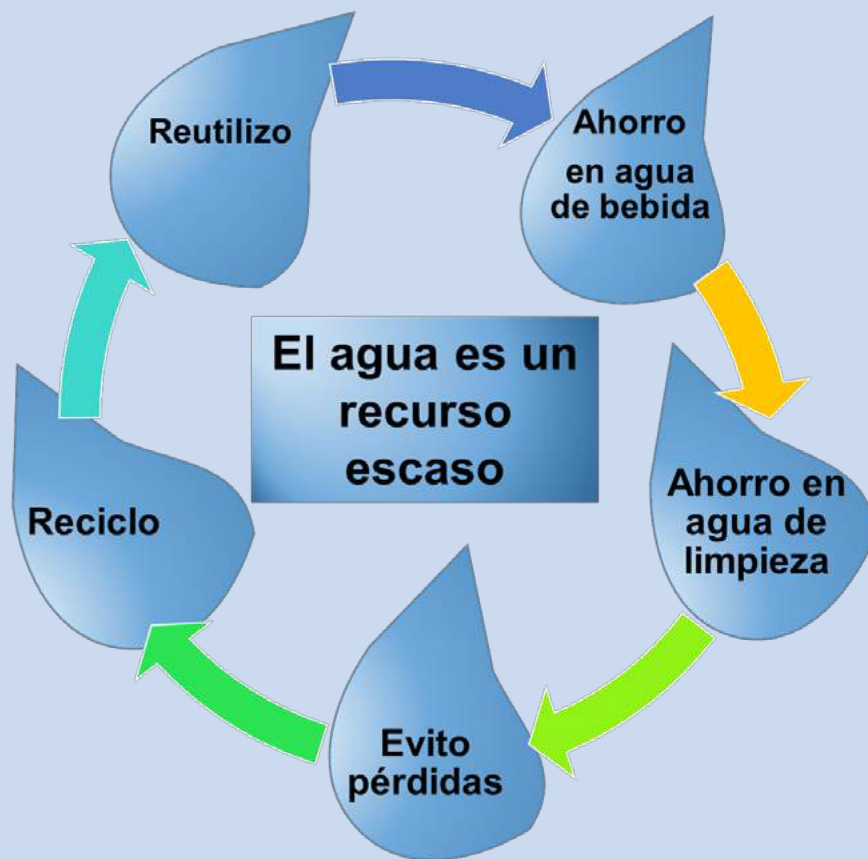 Reutilizo
Ahorro
en agua
de bebida
El agua es un
recurso
escaso
Ahorro en
agua de
limpieza
Reciclo
Evito
pérdidas